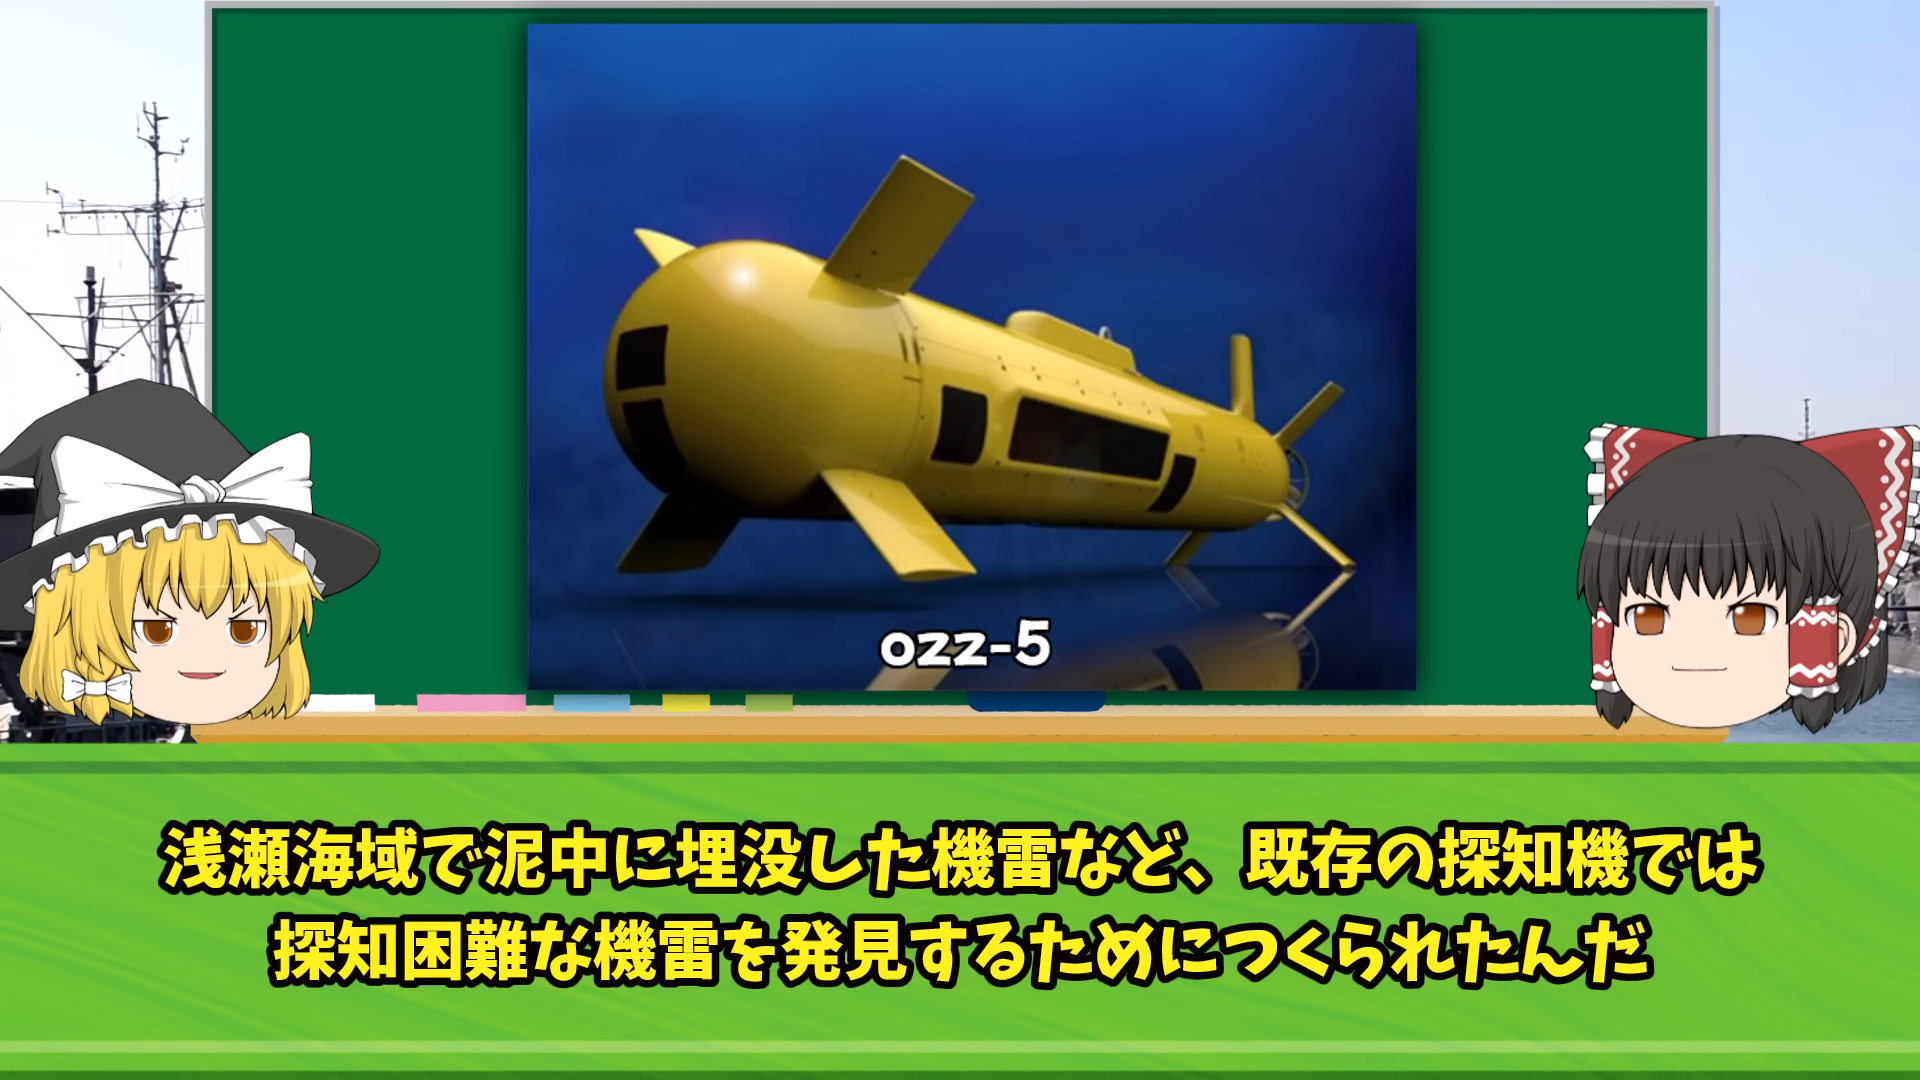 ozz-5
浅瀬海域で泥中に埋没した機雷など、既存の探知機では
探知困難な機雷を発見するためにつくられたんだ